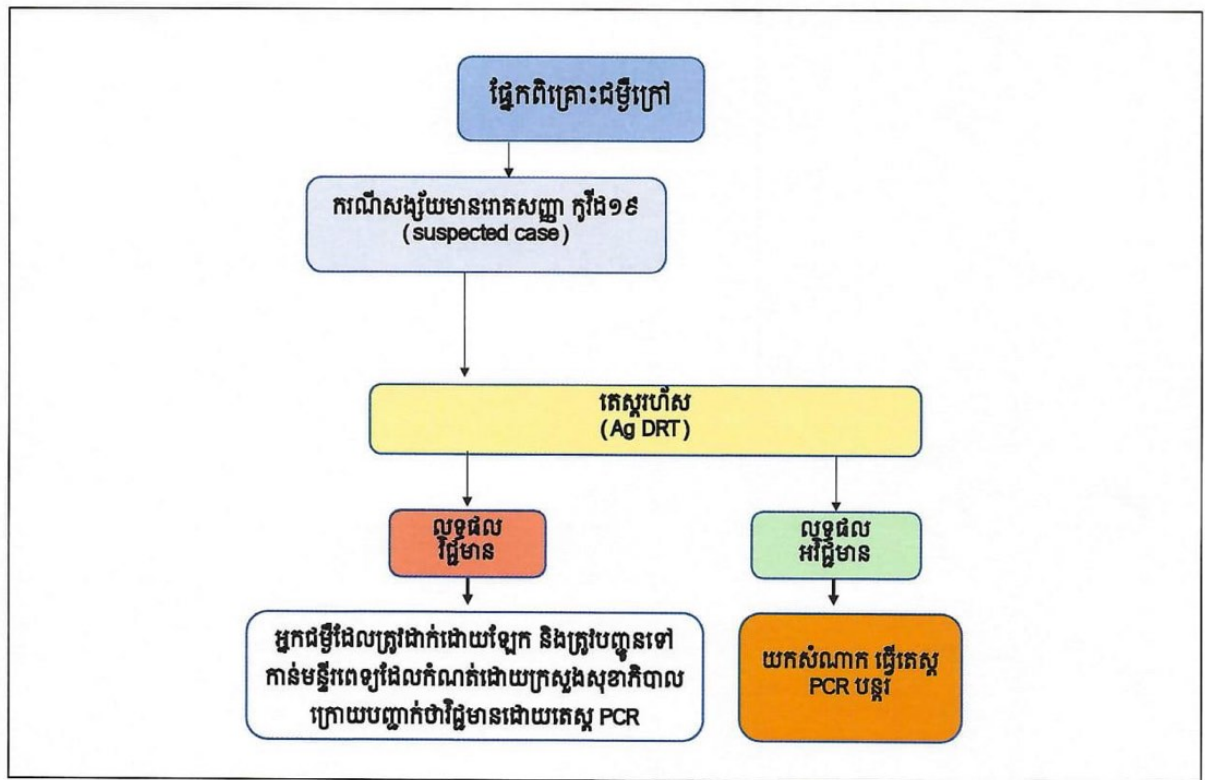 ផ្នែកពិគ្រោះជម្ងឺក្រៅ
ករណីសង្ស័យមានរោគសញ្ញា កូវីដ១៩
(suspected case)
តេស្តរហ័ស
(Ag DRT)
លទ្ធផល
វិជ្ជមាន
លទ្ធផល
អវិជ្ជមាន
អ្នកជម្ងឺដែលត្រូវដាក់ដោយឡែក និងត្រូវបញ្ជូនទៅ
កាន់មន្ទីរពេទ្យដែលកំណត់ដោយក្រសួងសុខាភិបាល
ក្រោយបញ្ជាក់ថាវិជ្ជមានដោយតេស្ត PCR
យកសំណាក ធ្វើតេស្ត
PCR បន្តរ